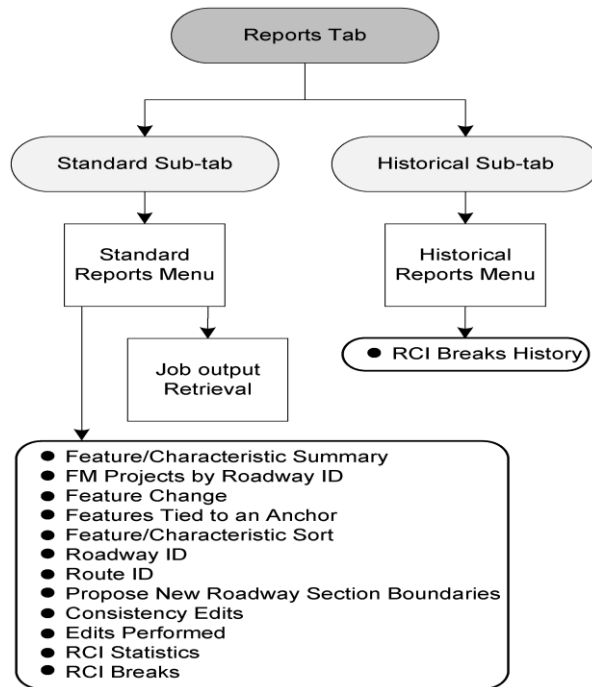 Reports Tab
Standard Sub-tab
Historical Sub-tab
Standard
Reports Menu
Historical
Reports Menu
Job output
Retrieval
● RCI Breaks History
● Feature/Characteristic Summary
● FM Projects by Roadway ID
● Feature Change
● Features Tied to an Anchor
● Feature/Characteristic Sort
● Roadway ID
● Route ID
● Propose New Roadway Section Boundaries
● Consistency Edits
● Edits Performed
● RCI Statistics
● RCI Breaks